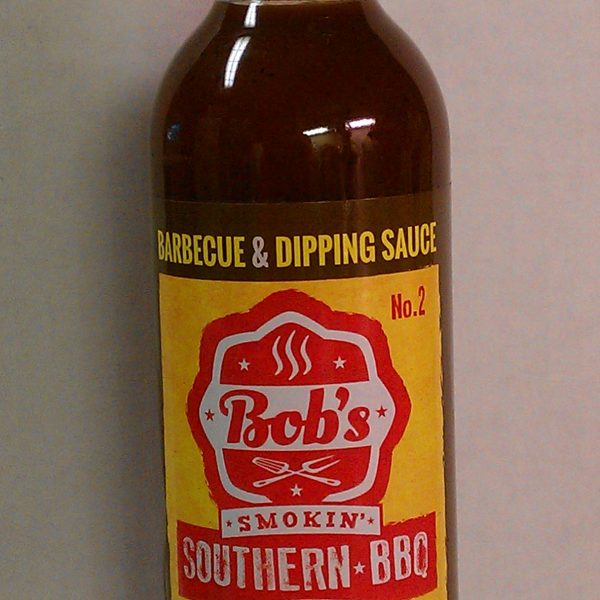 BARBECUE & DIPPING SAUCE
No.2
Bob's
SMOKIN'
SOUTHERN BBQ